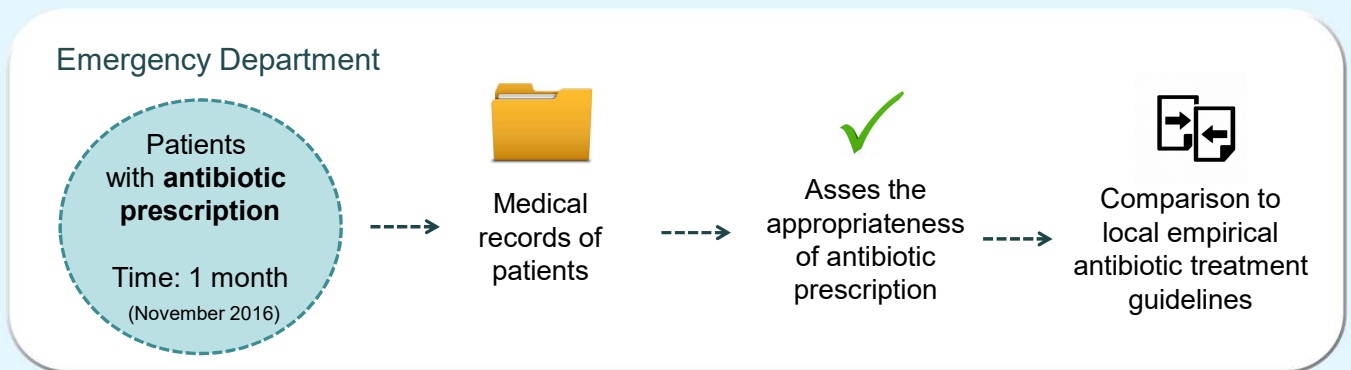 Emergency Department
Patients
with antibiotic
prescription
Time: 1 month
(November 2016)
Medical
records of
patients
Asses the
appropriateness
of antibiotic
prescription
Comparison to
local empirical
antibiotic treatment
guidelines